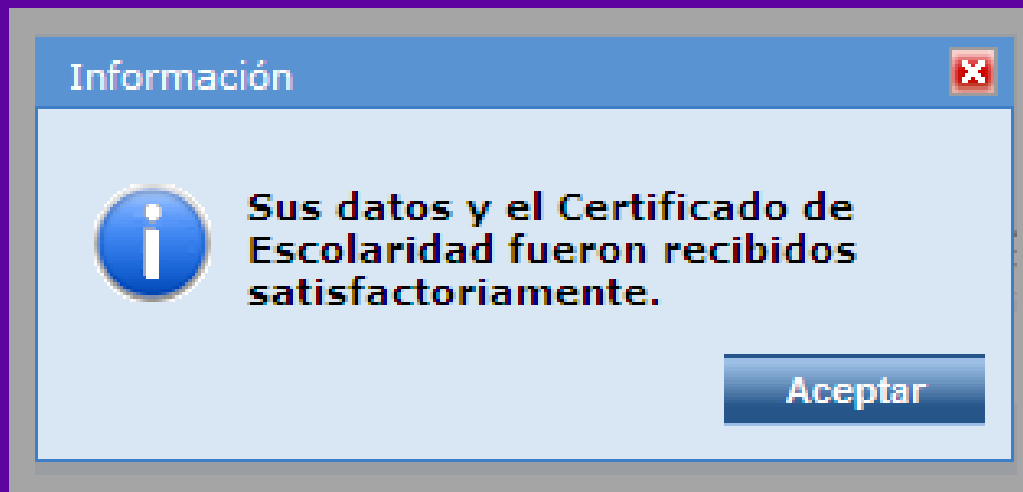 Información
Sus datos y el Certificado de
Escolaridad fueron recibidos
satisfactoriamente.
Aceptar